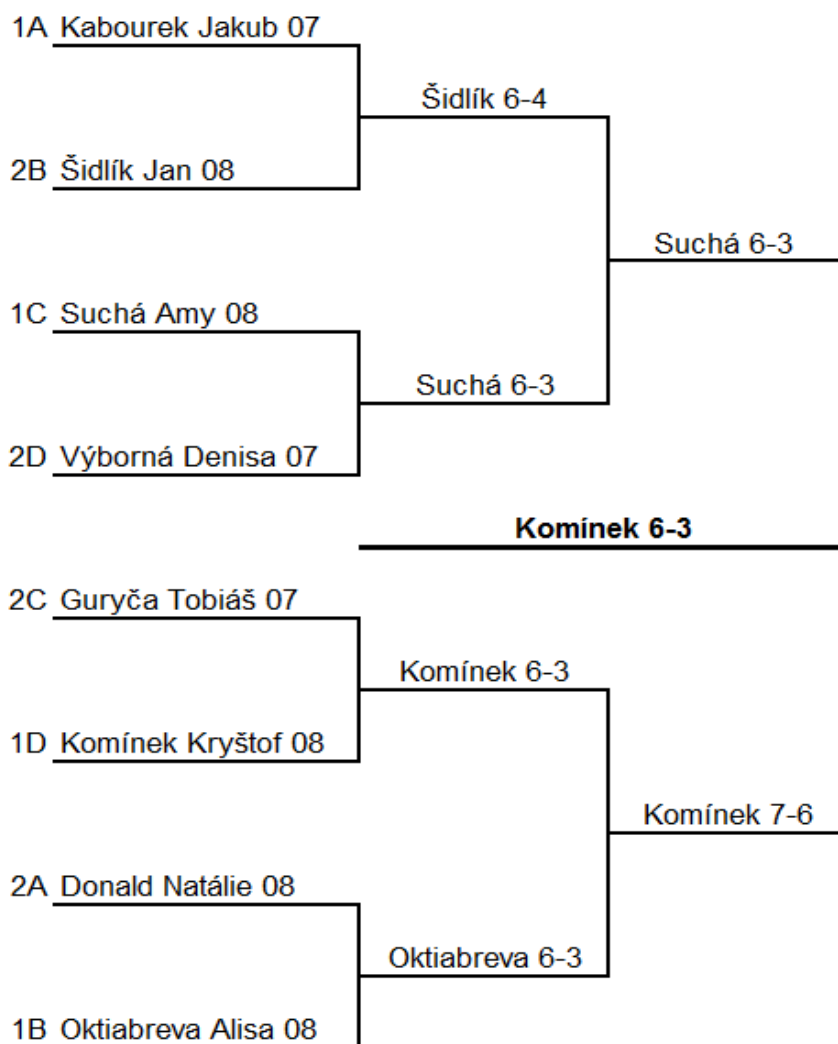 1A Kabourek Jakub 07
Šidlík 6-4
2B Šidlík Jan 08
Suchá 6-3
1C Suchá Amy 08
Suchá 6-3
2D Výborná Denisa 07
Komínek 6-3
2C Guryča Tobiáš 07
Komínek 6-3
1D Komínek Kryštof 08
Komínek 7-6
2A Donald Natálie 08
Oktiabreva 6-3
1B Oktiabreva Alisa 08